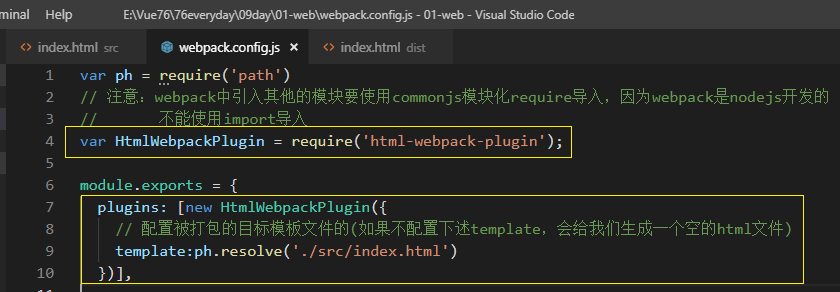 minal Help E:\Vue76\76everyday\09day\01-web\webpack.config.js - 01-web - Visual Studio Code
index.html src webpack.config.js × index.html dist
1 var ph = require('path')
2 // 注意：webpack中引入其他的模块要使用commonjs模块化require导入，因为webpack是nodejs开发的
3 // 不能使用import导入
4 var HtmlWebpackPlugin = require('html-webpack-plugin');
5
6 module.exports = {
7 plugins: [new HtmlWebpackPlugin({
8 // 配置被打包的目标模板文件的(如果不配置下述template，会给我们生成一个空的html文件)
9 template:ph.resolve('./src/index.html')
10 })],
11